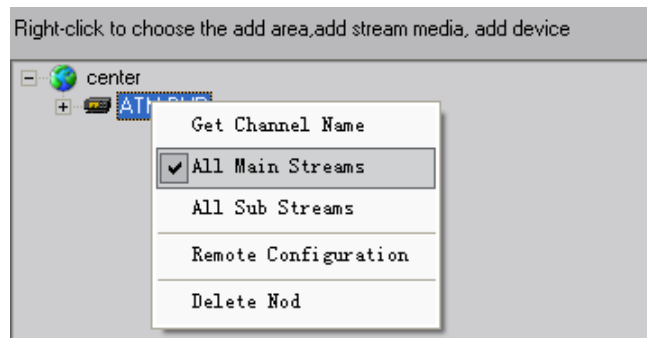 Right-click to choose the add area,add stream media, add device
center
Get Channel Name
All Main Streams
All Sub Streams
Remote Configuration
Delete Nod